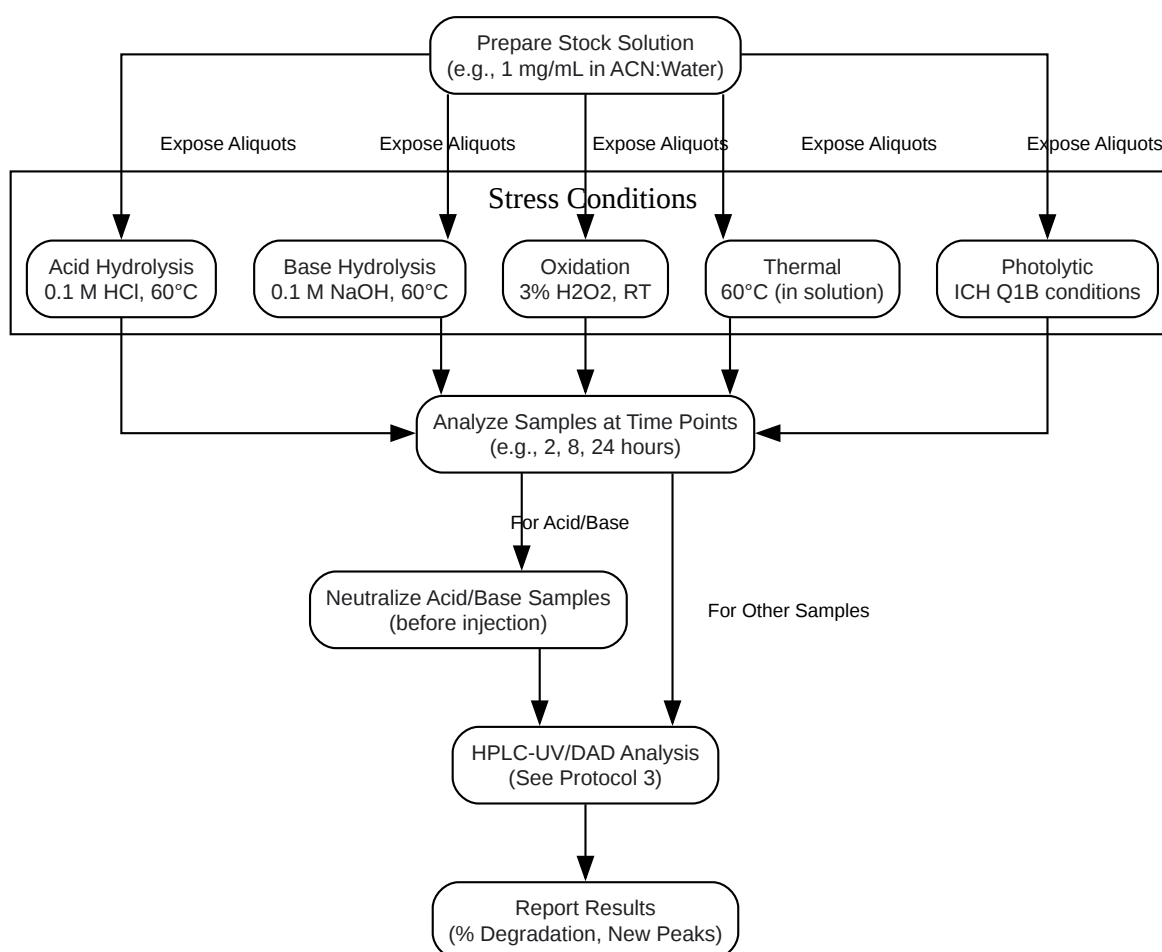 Prepare Stock Solution
(e.g., 1 mg/mL in ACN:Water)
Expose Aliquots
Expose Aliquots
Expose Aliquots
Expose Aliquots
Expose Aliquots
Stress Conditions
Acid Hydrolysis
0.1 M HCl, 60°C
Base Hydrolysis
0.1 M NaOH, 60°C
Oxidation
3% H2O2, RT
Thermal
60°C (in solution)
Photolytic
ICH Q1B conditions
Analyze Samples at Time Points
(e.g., 2, 8, 24 hours)
For Acid/Base
Neutralize Acid/Base Samples
(before injection)
For Other Samples
HPLC-UV/DAD Analysis
(See Protocol 3)
Report Results
(% Degradation, New Peaks)